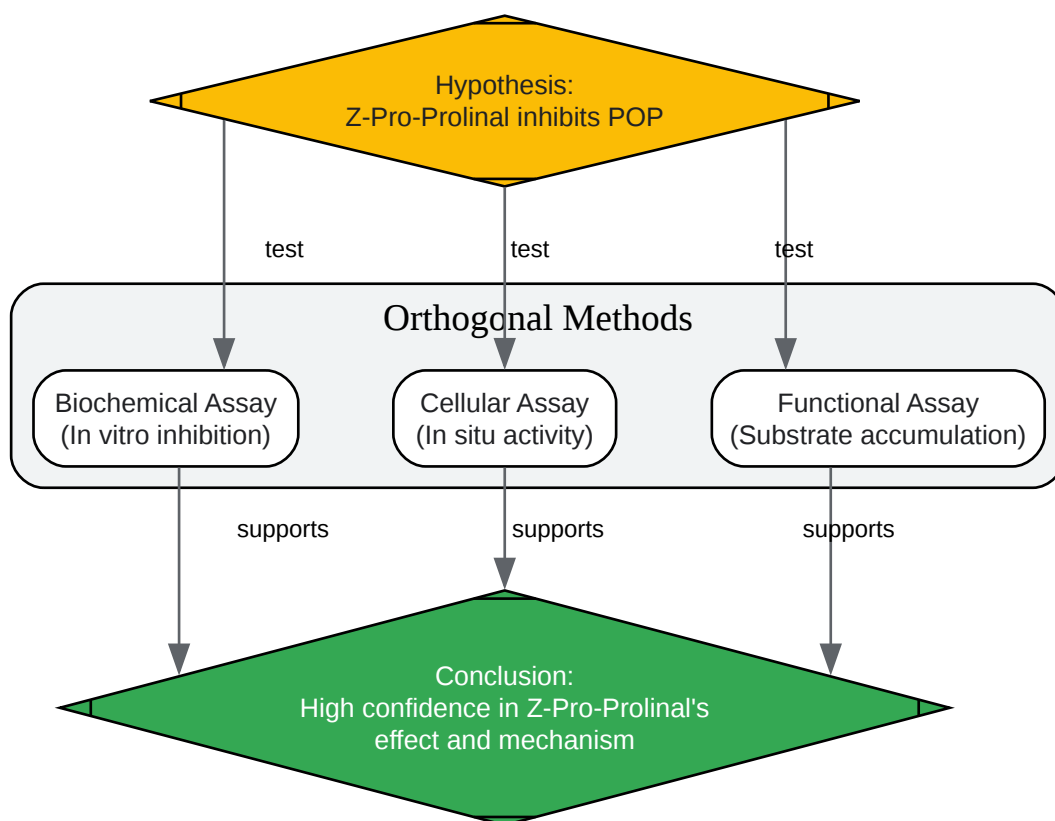 Hypothesis:
Z-Pro-Prolinal inhibits POP
test
test
test
Orthogonal Methods
Biochemical Assay
(In vitro inhibition)
Cellular Assay
(In situ activity)
Functional Assay
(Substrate accumulation)
supports
supports
supports
Conclusion:
High confidence in Z-Pro-Prolinal's
effect and mechanism